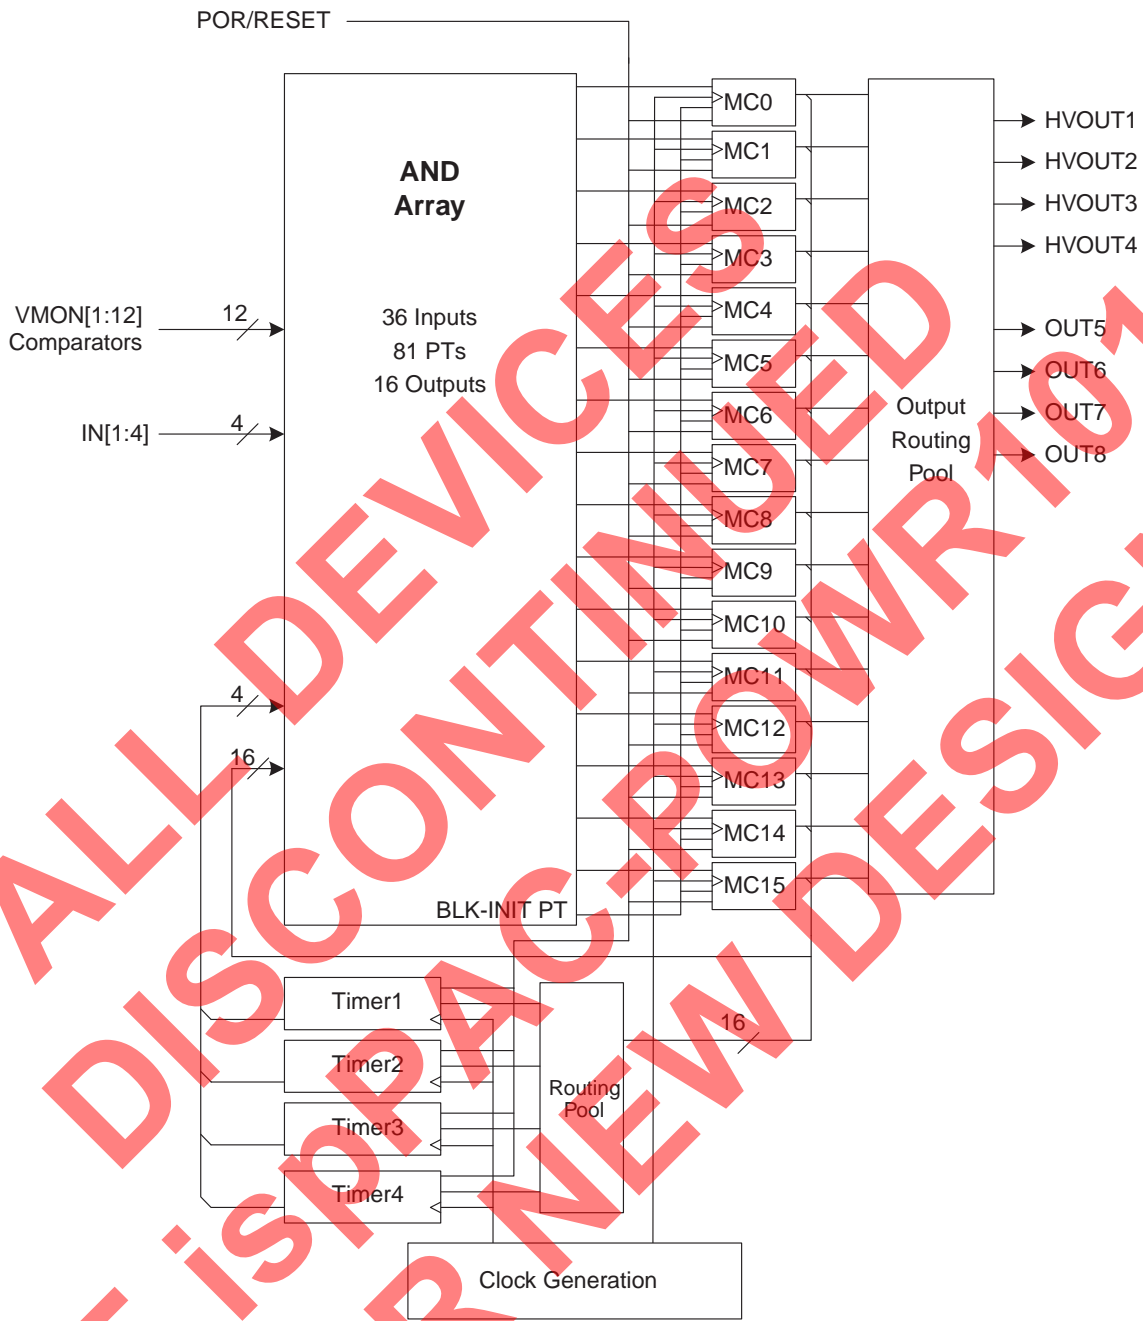 POR/RESET
AND
Array
36 Inputs
81 PTs
16 Outputs
BLK-INIT PT
VMON[1:12]
Comparators
12
IN[1:4]
4
4
16
MC0
MC1
MC2
MC3
MC4
MC5
MC6
MC7
MC8
MC9
MC10
MC11
MC12
MC13
MC14
MC15
Output
Routing
Pool
HVOUT1
HVOUT2
HVOUT3
HVOUT4
OUT5
OUT6
OUT7
OUT8
Timer1
Timer2
Timer3
Timer4
Routing
Pool
16
Clock Generation
ALL DEVICES
DISCONTINUED
ispPAC-POWR101
NEW DESIG